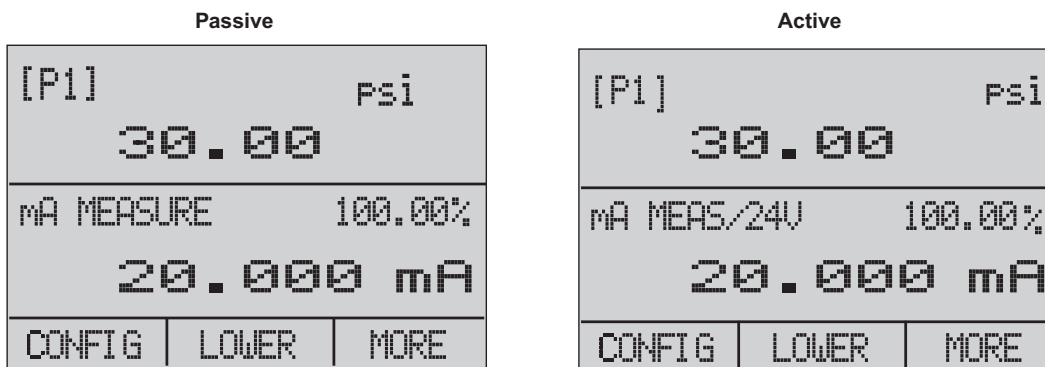 Passive
[P1] psi
30.00
mA MEASURE 100.00%
20.000 mA
CONFIG LOWER MORE
Active
[P1] psi
30.00
mA MEAS/24V 100.00%
20.000 mA
CONFIG LOWER MORE